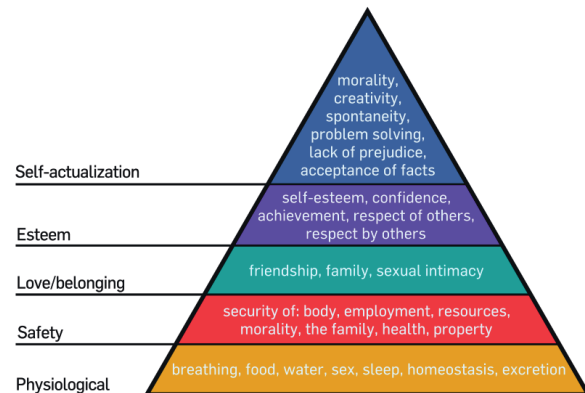 morality,
creativity,
spontaneity,
problem solving,
lack of prejudice,
acceptance of facts
Self-actualization
self-esteem, confidence,
achievement, respect of others,
respect by others
Esteem
friendship, family, sexual intimacy
Love/belonging
security of: body, employment, resources,
morality, the family, health, property
Safety
breathing, food, water, sex, sleep, homeostasis, excretion
Physiological